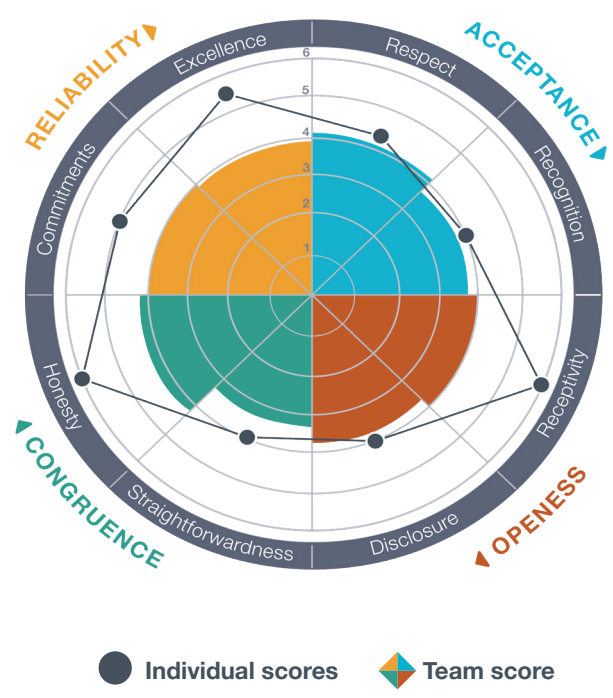 RELIABILITY
Excellence
Respect
ACCEPTANCE
Commitments
Recognition
6
5
4
3
2
1
Honesty
Receptivity
CONGRUENCE
Straightforwardness
Disclosure
OPENESS
Individual scores
Team score